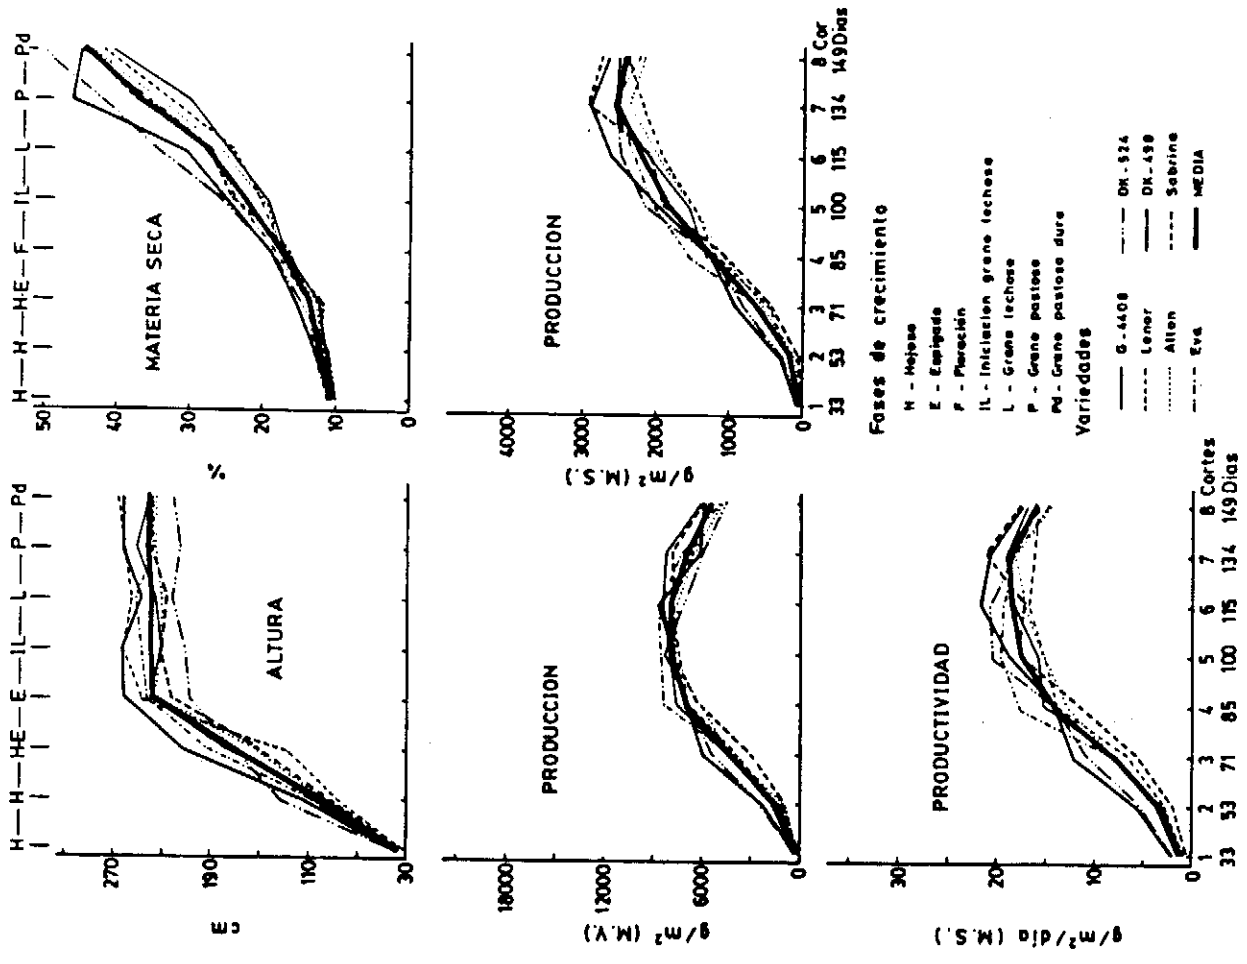 H — H — HE — E — IL — L — P — Pd
cm
270
190
110
30
ALTURA
H — H — H·E — F — IL — L — P — Pd
%
50
40
30
20
10
0
MATERIA SECA
g/m² (M.V.)
18000
12000
6000
0
PRODUCCION
g/m² (M.S.)
4000
3000
2000
1000
0
PRODUCCION
1 2 3 4 5 6 7 8 Cor
33 53 71 85 100 115 134 149 Dias
g/m²/día (M.S.)
30
20
10
0
PRODUCTIVIDAD
1 2 3 4 5 6 7 8 Cortes
33 53 71 85 100 115 134 149 Dias
Fases de crecimiento
H - Hojoso
E - Espigado
F - Floración
IL - Iniciacion grano lechoso
L - Grano lechoso
P - Grano pastoso
Pd - Grano pastoso duro
Variedades
G-4408
Lenor
Alton
Eva
DK-524
DK-498
Sabrina
MEDIA